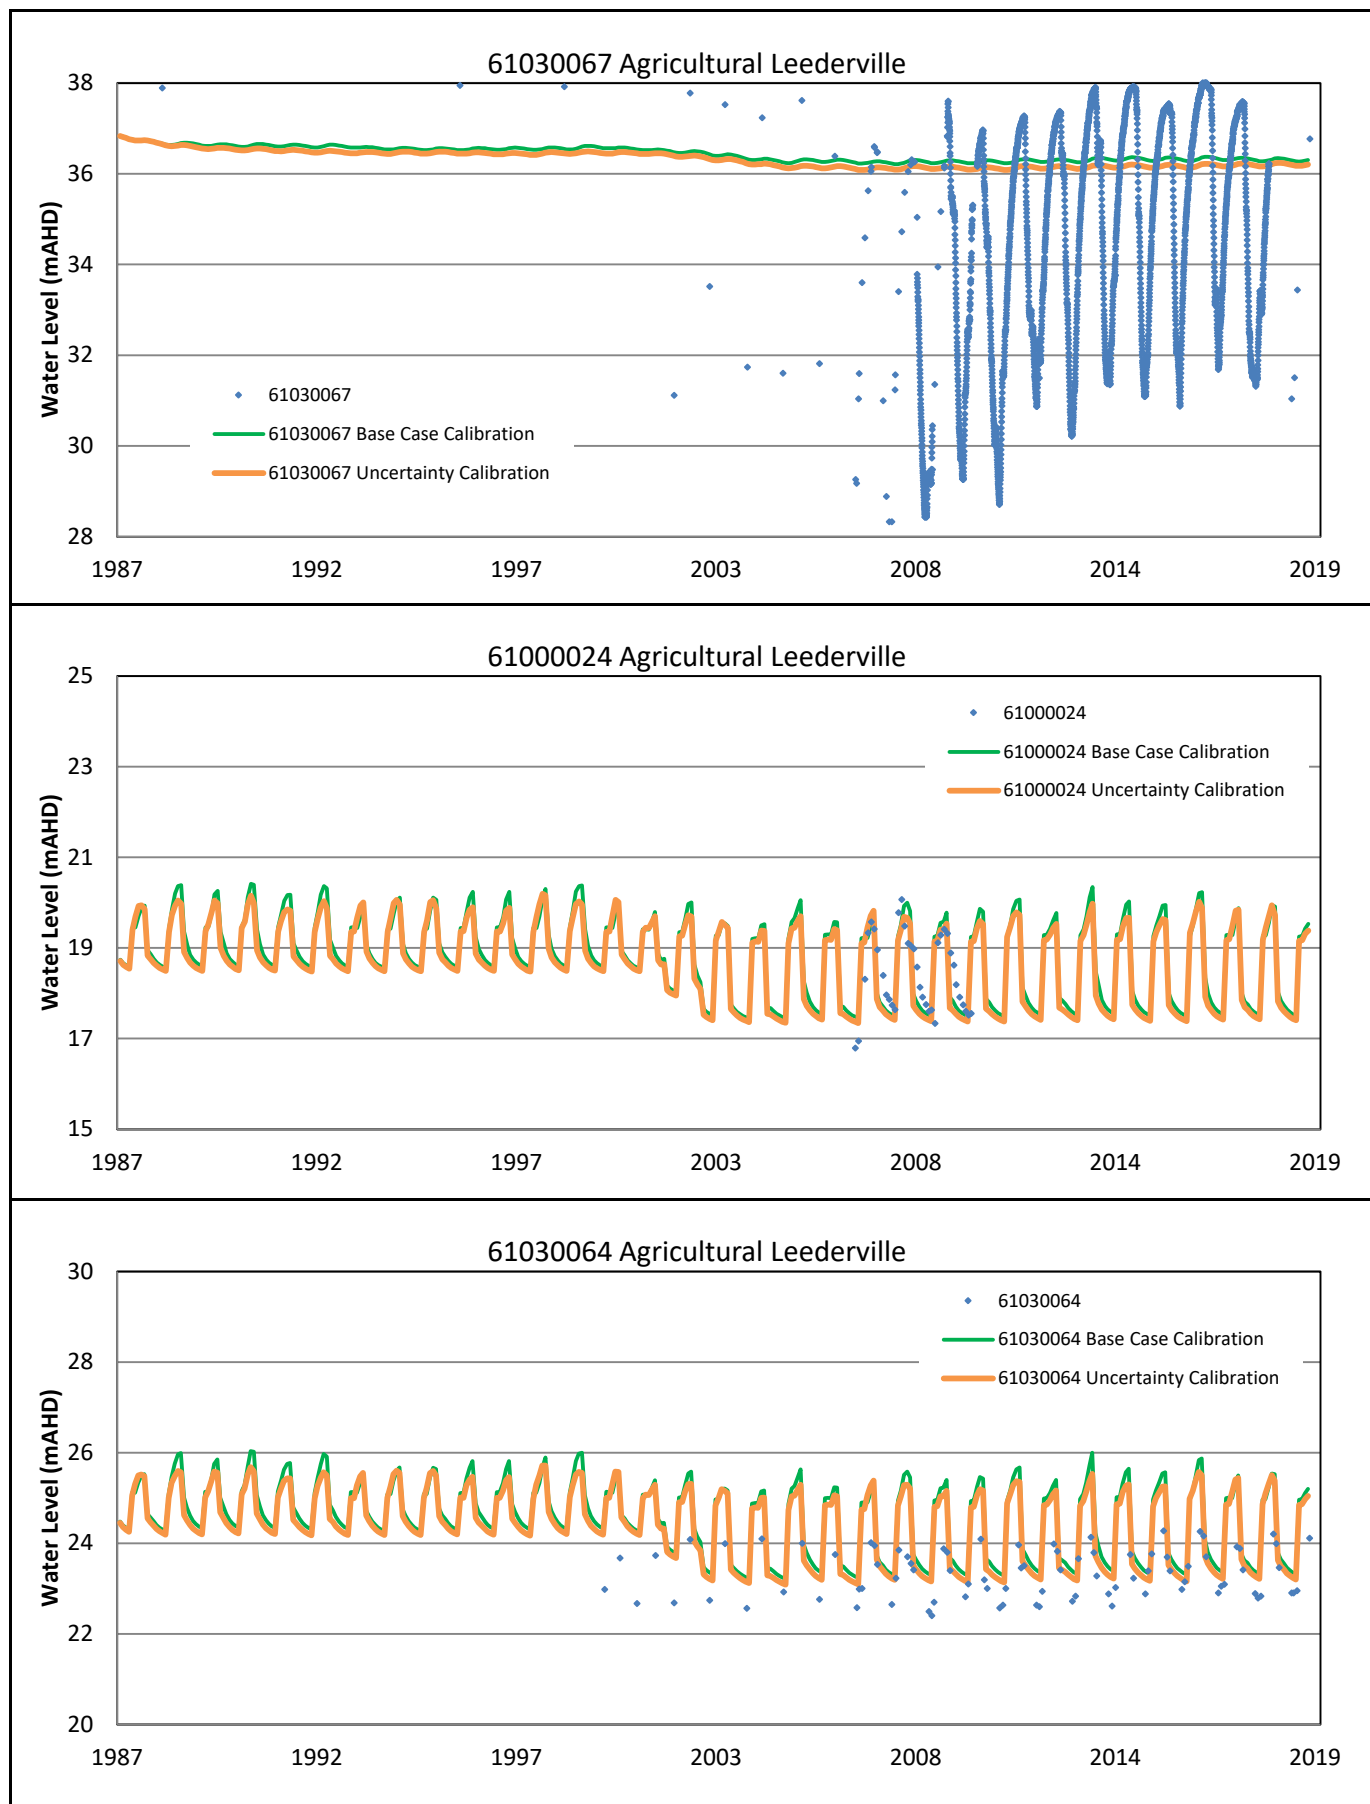 61030067 Agricultural Leederville
Water Level (mAHD)
38
36
34
32
30
28
61030067
61030067 Base Case Calibration
61030067 Uncertainty Calibration
1987 1992 1997 2003 2008 2014 2019
61000024 Agricultural Leederville
Water Level (mAHD)
25
23
21
19
17
15
61000024
61000024 Base Case Calibration
61000024 Uncertainty Calibration
1987 1992 1997 2003 2008 2014 2019
61030064 Agricultural Leederville
Water Level (mAHD)
30
28
26
24
22
20
61030064
61030064 Base Case Calibration
61030064 Uncertainty Calibration
1987 1992 1997 2003 2008 2014 2019